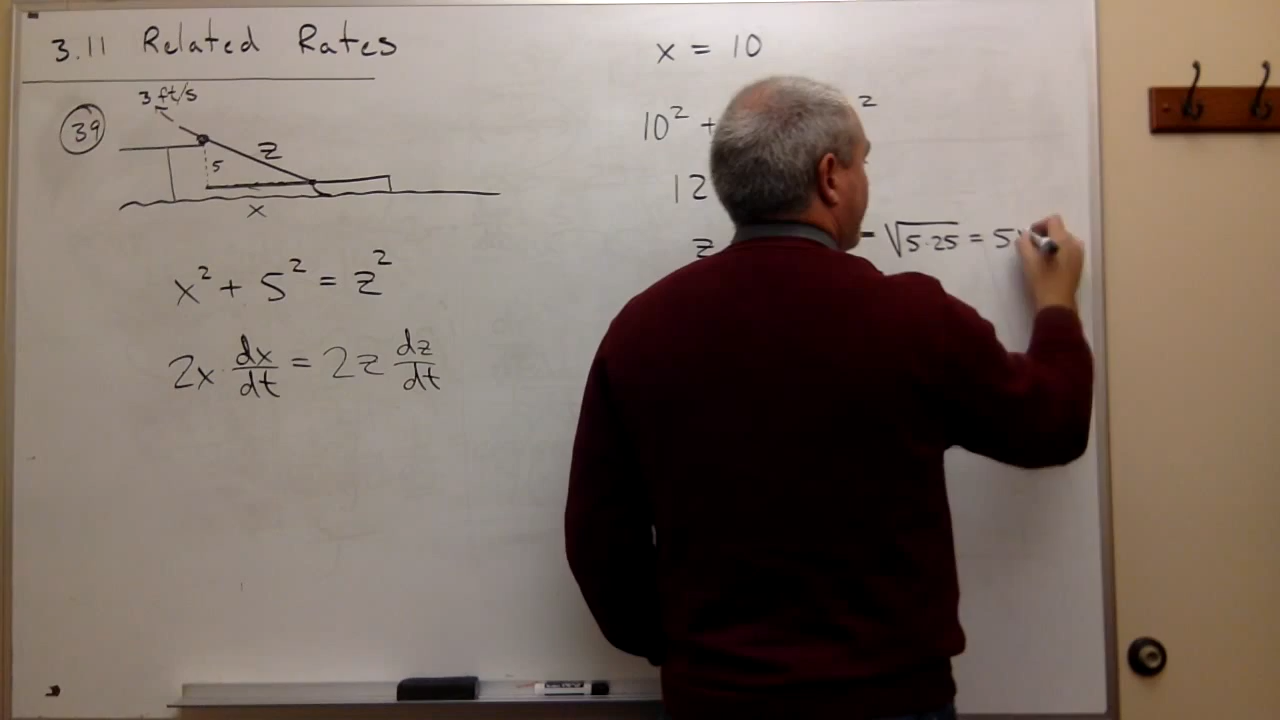 3.11 Related Rates
39
3 ft/s
z
5
x
x² + 5² = z²
2x · dx/dt = 2z dz/dt
x = 10
10² + ²
12
z = √5·25 = 5